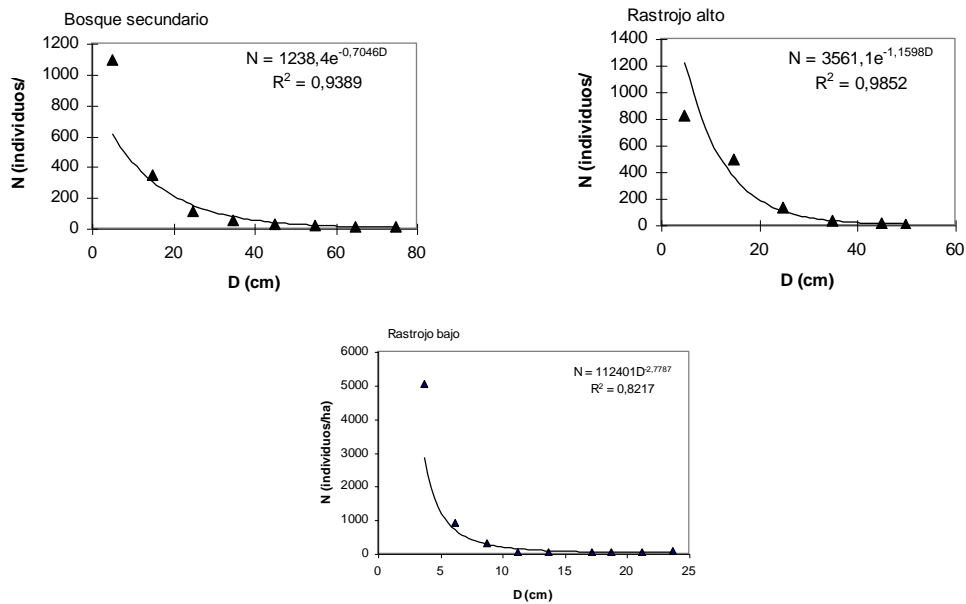 Bosque secundario
N = 1238,4e^-0,7046D
R² = 0,9389
1200
1000
800
600
400
200
0
N (individuos/
0 20 40 60 80
D (cm)
Rastrojo alto
N = 3561,1e^-1,1598D
R² = 0,9852
1400
1200
1000
800
600
400
200
0
N (individuos/
0 20 40 60
D (cm)
Rastrojo bajo
N = 112401D^-2,7787
R² = 0,8217
6000
5000
4000
3000
2000
1000
0
N (individuos/ha)
0 5 10 15 20 25
D (cm)